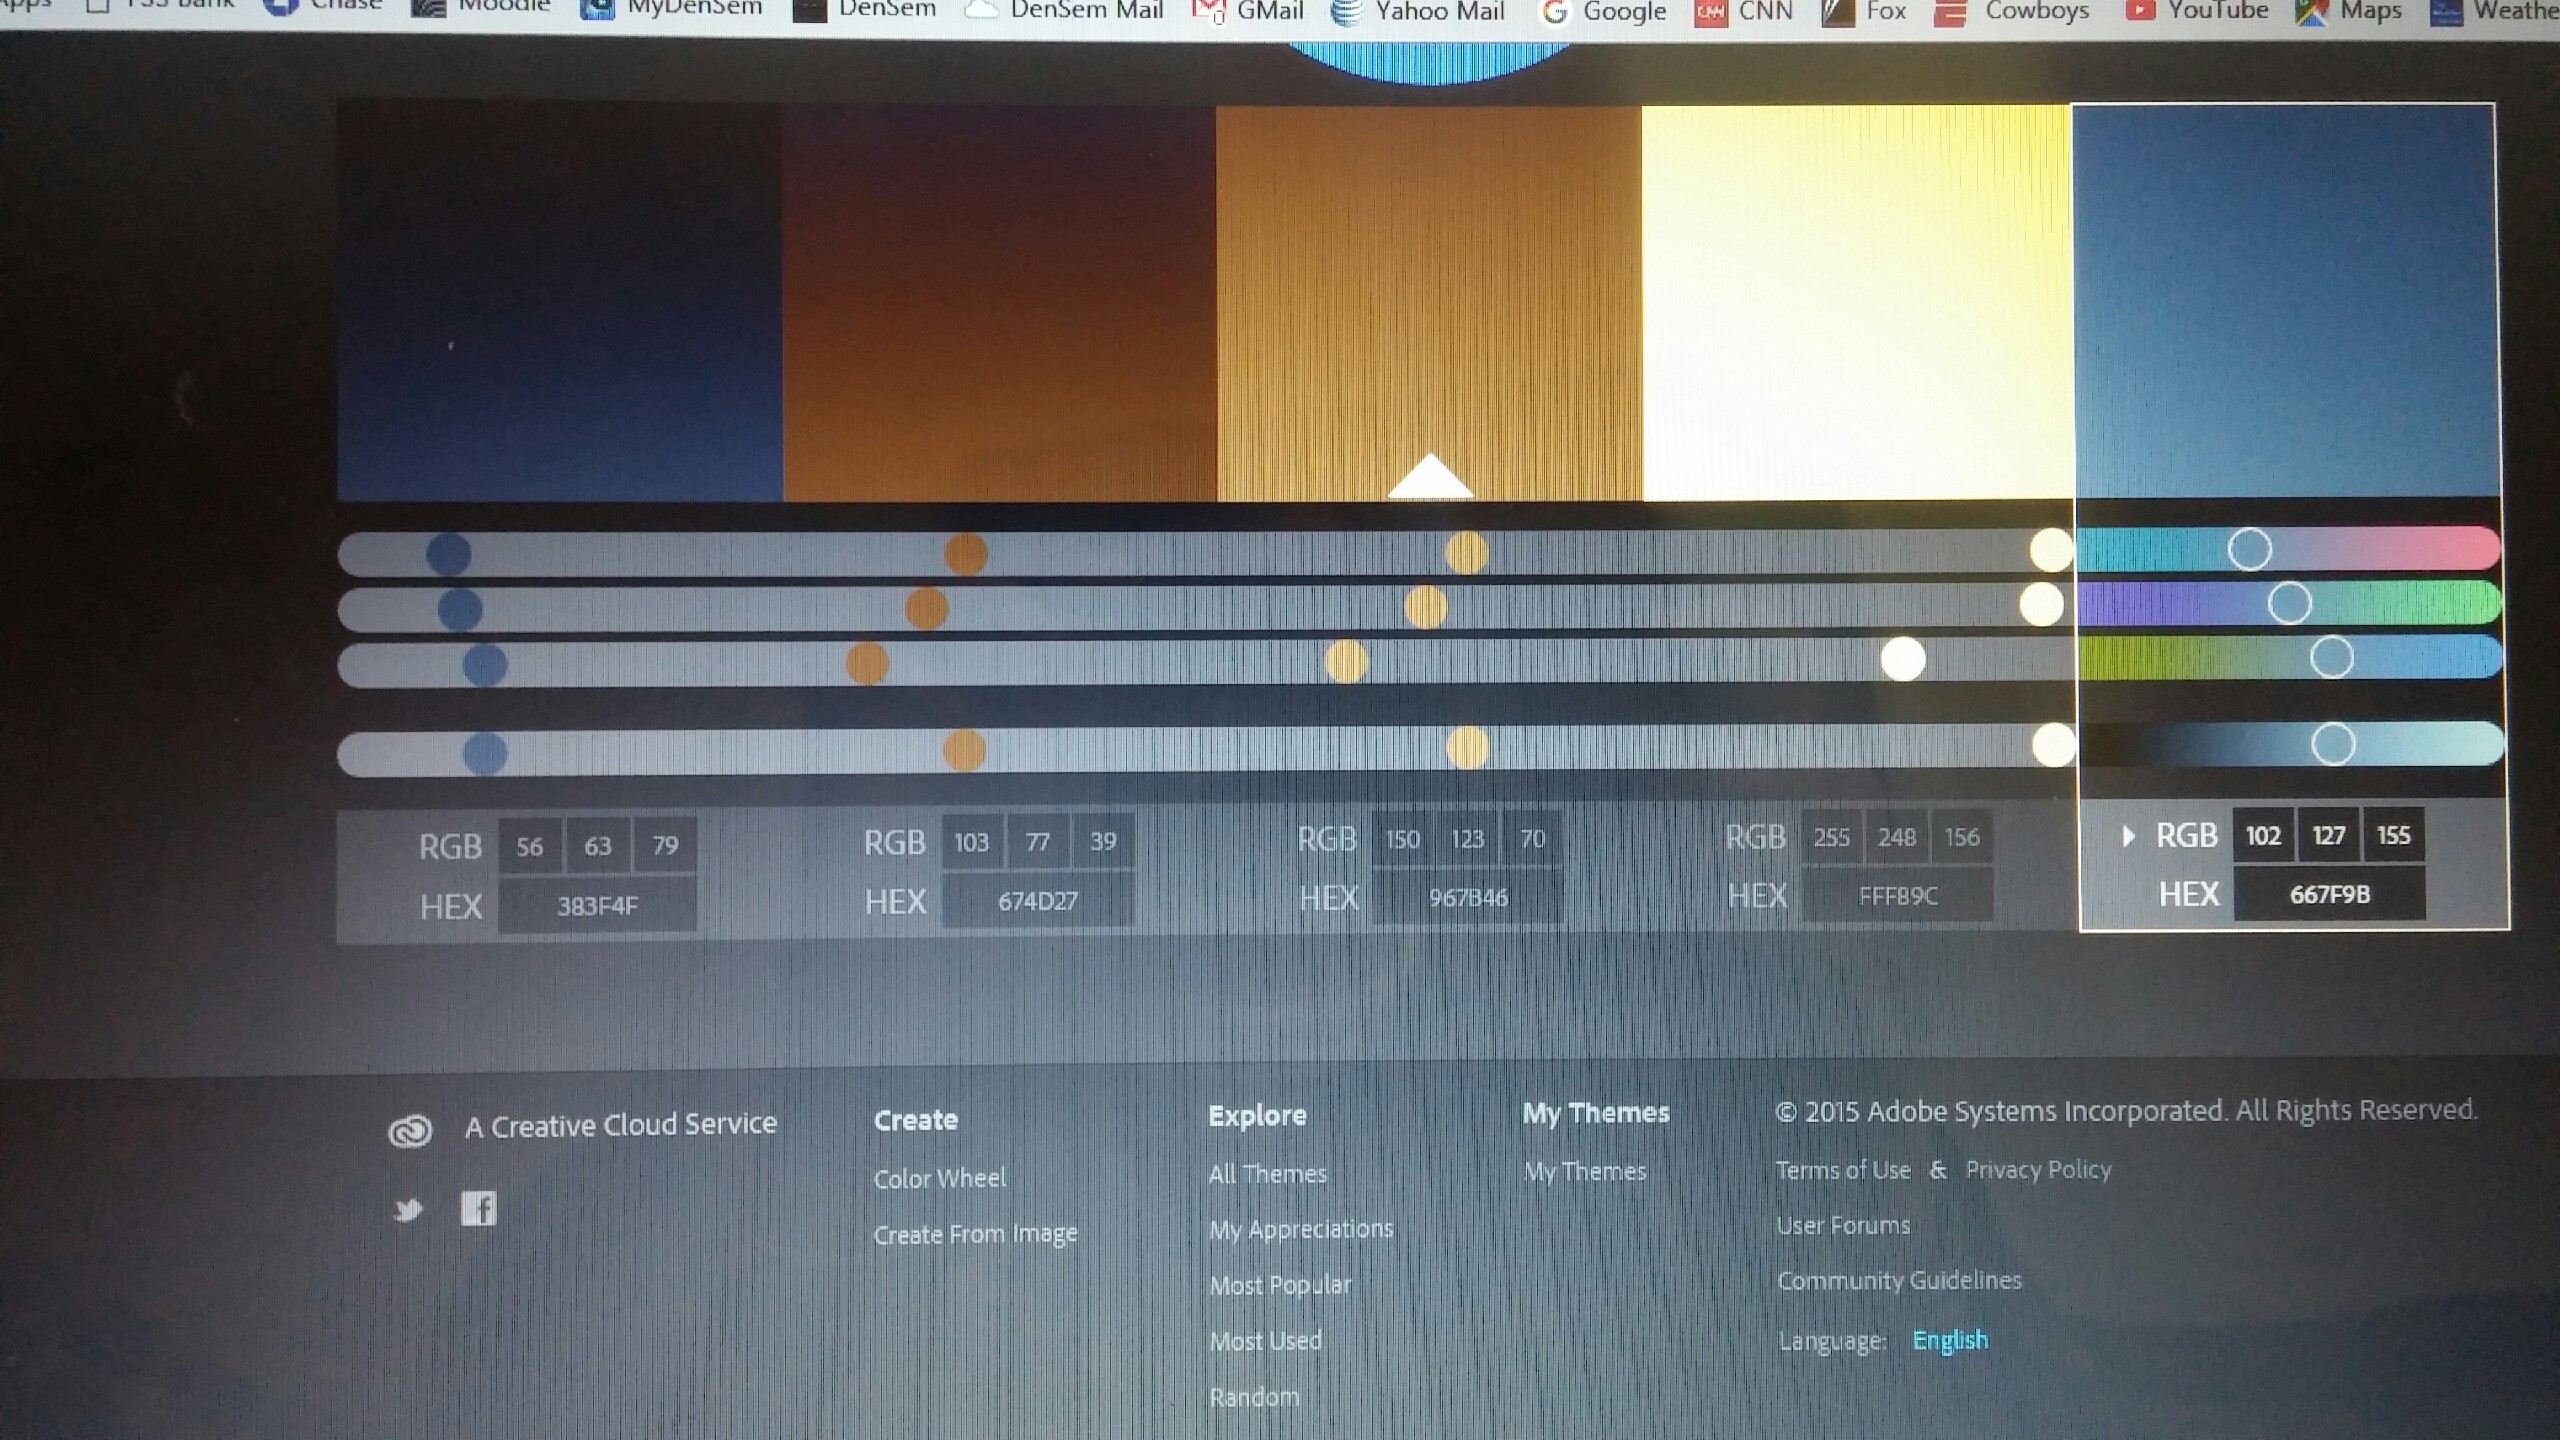 Apps Chase Moodle MyDenSem DenSem DenSem Mail GMail Yahoo Mail Google CNN Fox Cowboys YouTube Maps
RGB 56 63 79 RGB 103 77 39 RGB 150 123 70 RGB 255 248 156 RGB 102 127 155
HEX 383F4F HEX 674D27 HEX 967B46 HEX FFF89C HEX 667F9B
A Creative Cloud Service
Create
Color Wheel
Create From Image
Explore
All Themes
My Appreciations
Most Popular
Most Used
Random
My Themes
My Themes
© 2015 Adobe Systems Incorporated. All Rights Reserved.
Terms of Use & Privacy Policy
User Forums
Community Guidelines
Language: English